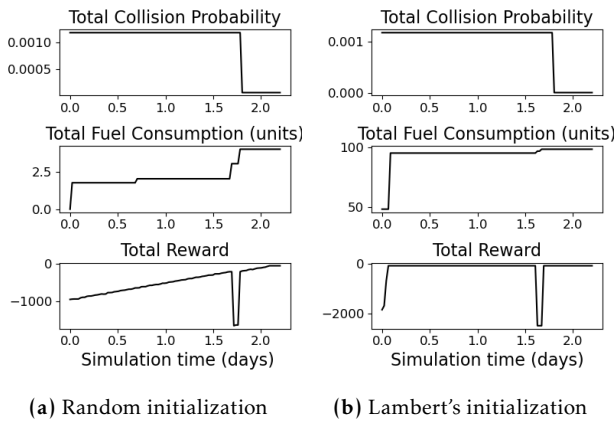 Total Collision Probability
0.0010
0.0005
0.0 0.5 1.0 1.5 2.0
Total Fuel Consumption (units)
2.5
0.0
0.0 0.5 1.0 1.5 2.0
Total Reward
0
−1000
0.0 0.5 1.0 1.5 2.0
Simulation time (days)
(a) Random initialization
Total Collision Probability
0.001
0.000
0.0 0.5 1.0 1.5 2.0
Total Fuel Consumption (units)
100
50
0.0 0.5 1.0 1.5 2.0
Total Reward
0
−2000
0.0 0.5 1.0 1.5 2.0
Simulation time (days)
(b) Lambert's initialization